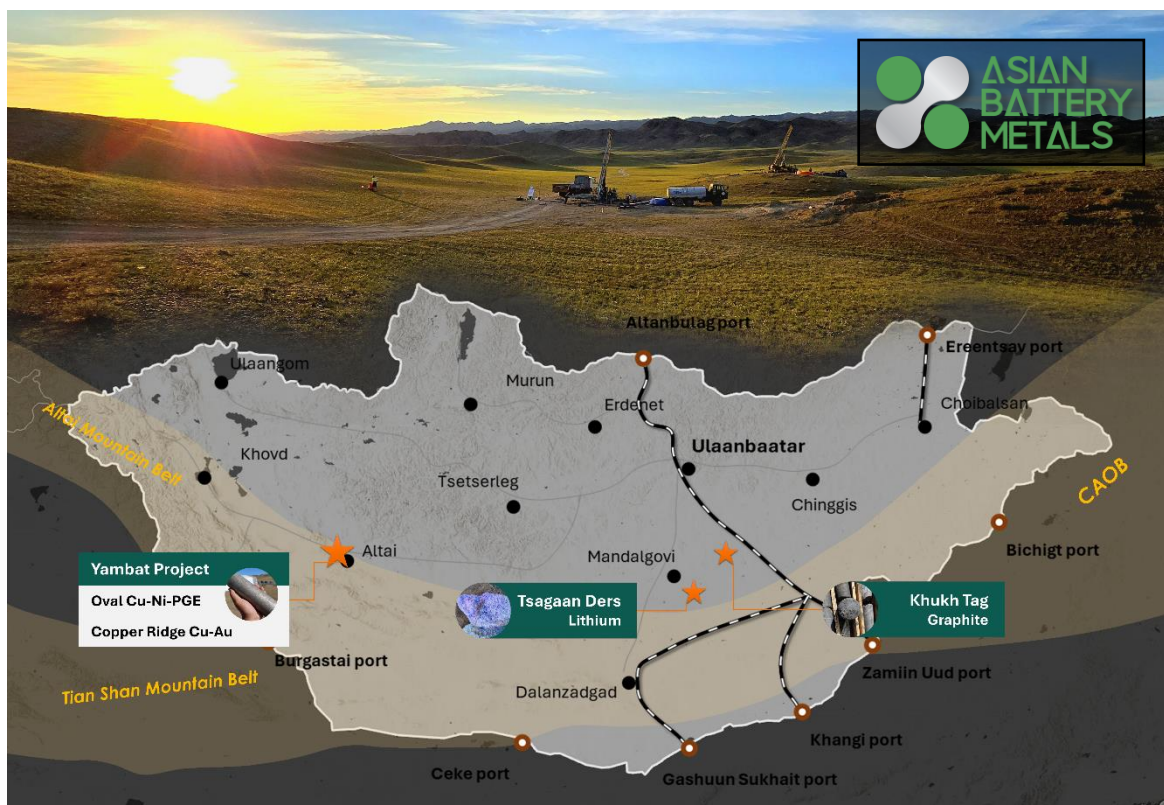 ASIAN
BATTERY
METALS
Altanbulag port
Ereentsav port
Ulaangom
Murun
Erdenet
Choibalsan
Altai Mountain Belt
Khovd
Ulaanbaatar
Tsetserleg
Chinggis
CAOB
Bichigt port
Altai
Mandalgovi
Yambat Project
Oval Cu-Ni-PGE
Copper Ridge Cu-Au
Tsagaan Ders
Lithium
Khukh Tag
Graphite
Burgastai port
Zamiin Uud port
Tian Shan Mountain Belt
Dalanzadgad
Khangi port
Ceke port
Gashuun Sukhait port